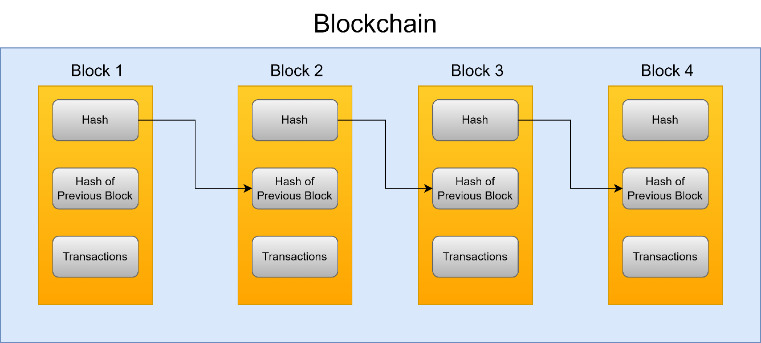 Blockchain
Block 1
Block 2
Block 3
Block 4
Hash
Hash
Hash
Hash
Hash of
Previous Block
Hash of
Previous Block
Hash of
Previous Block
Hash of
Previous Block
Transactions
Transactions
Transactions
Transactions